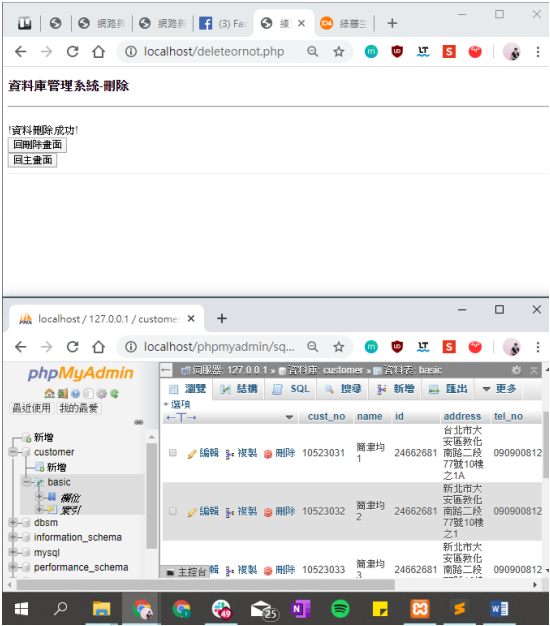 網路
網路
(3) Fac
練
綠藤生
localhost/deleteornot.php
資料庫管理系統-刪除
!資料刪除成功!
回刪除畫面
回主畫面
localhost / 127.0.0.1 / custome
localhost/phpmyadmin/sq...
phpMyAdmin
最近使用 我的最愛
新增
customer
新增
basic
欄位
索引
dbsm
information_schema
mysql
performance_schema
伺服器: 127.0.0.1 » 資料庫: customer » 資料表: basic
瀏覽 結構 SQL 搜尋 新增 匯出 更多
+ 選項
←T→ cust_no name id address tel_no
編輯 複製 刪除 10523031 簡聿均1 24662681 台北市大安區敦化南路二段77號10樓之1A 090900812
編輯 複製 刪除 10523032 簡聿均2 24662681 新北市大安區敦化南路二段77號10樓之1 090900812
編輯 複製 刪除 10523033 簡聿均3 24662681 新北市大安區敦化南路二段 090900812
主控台
49
25